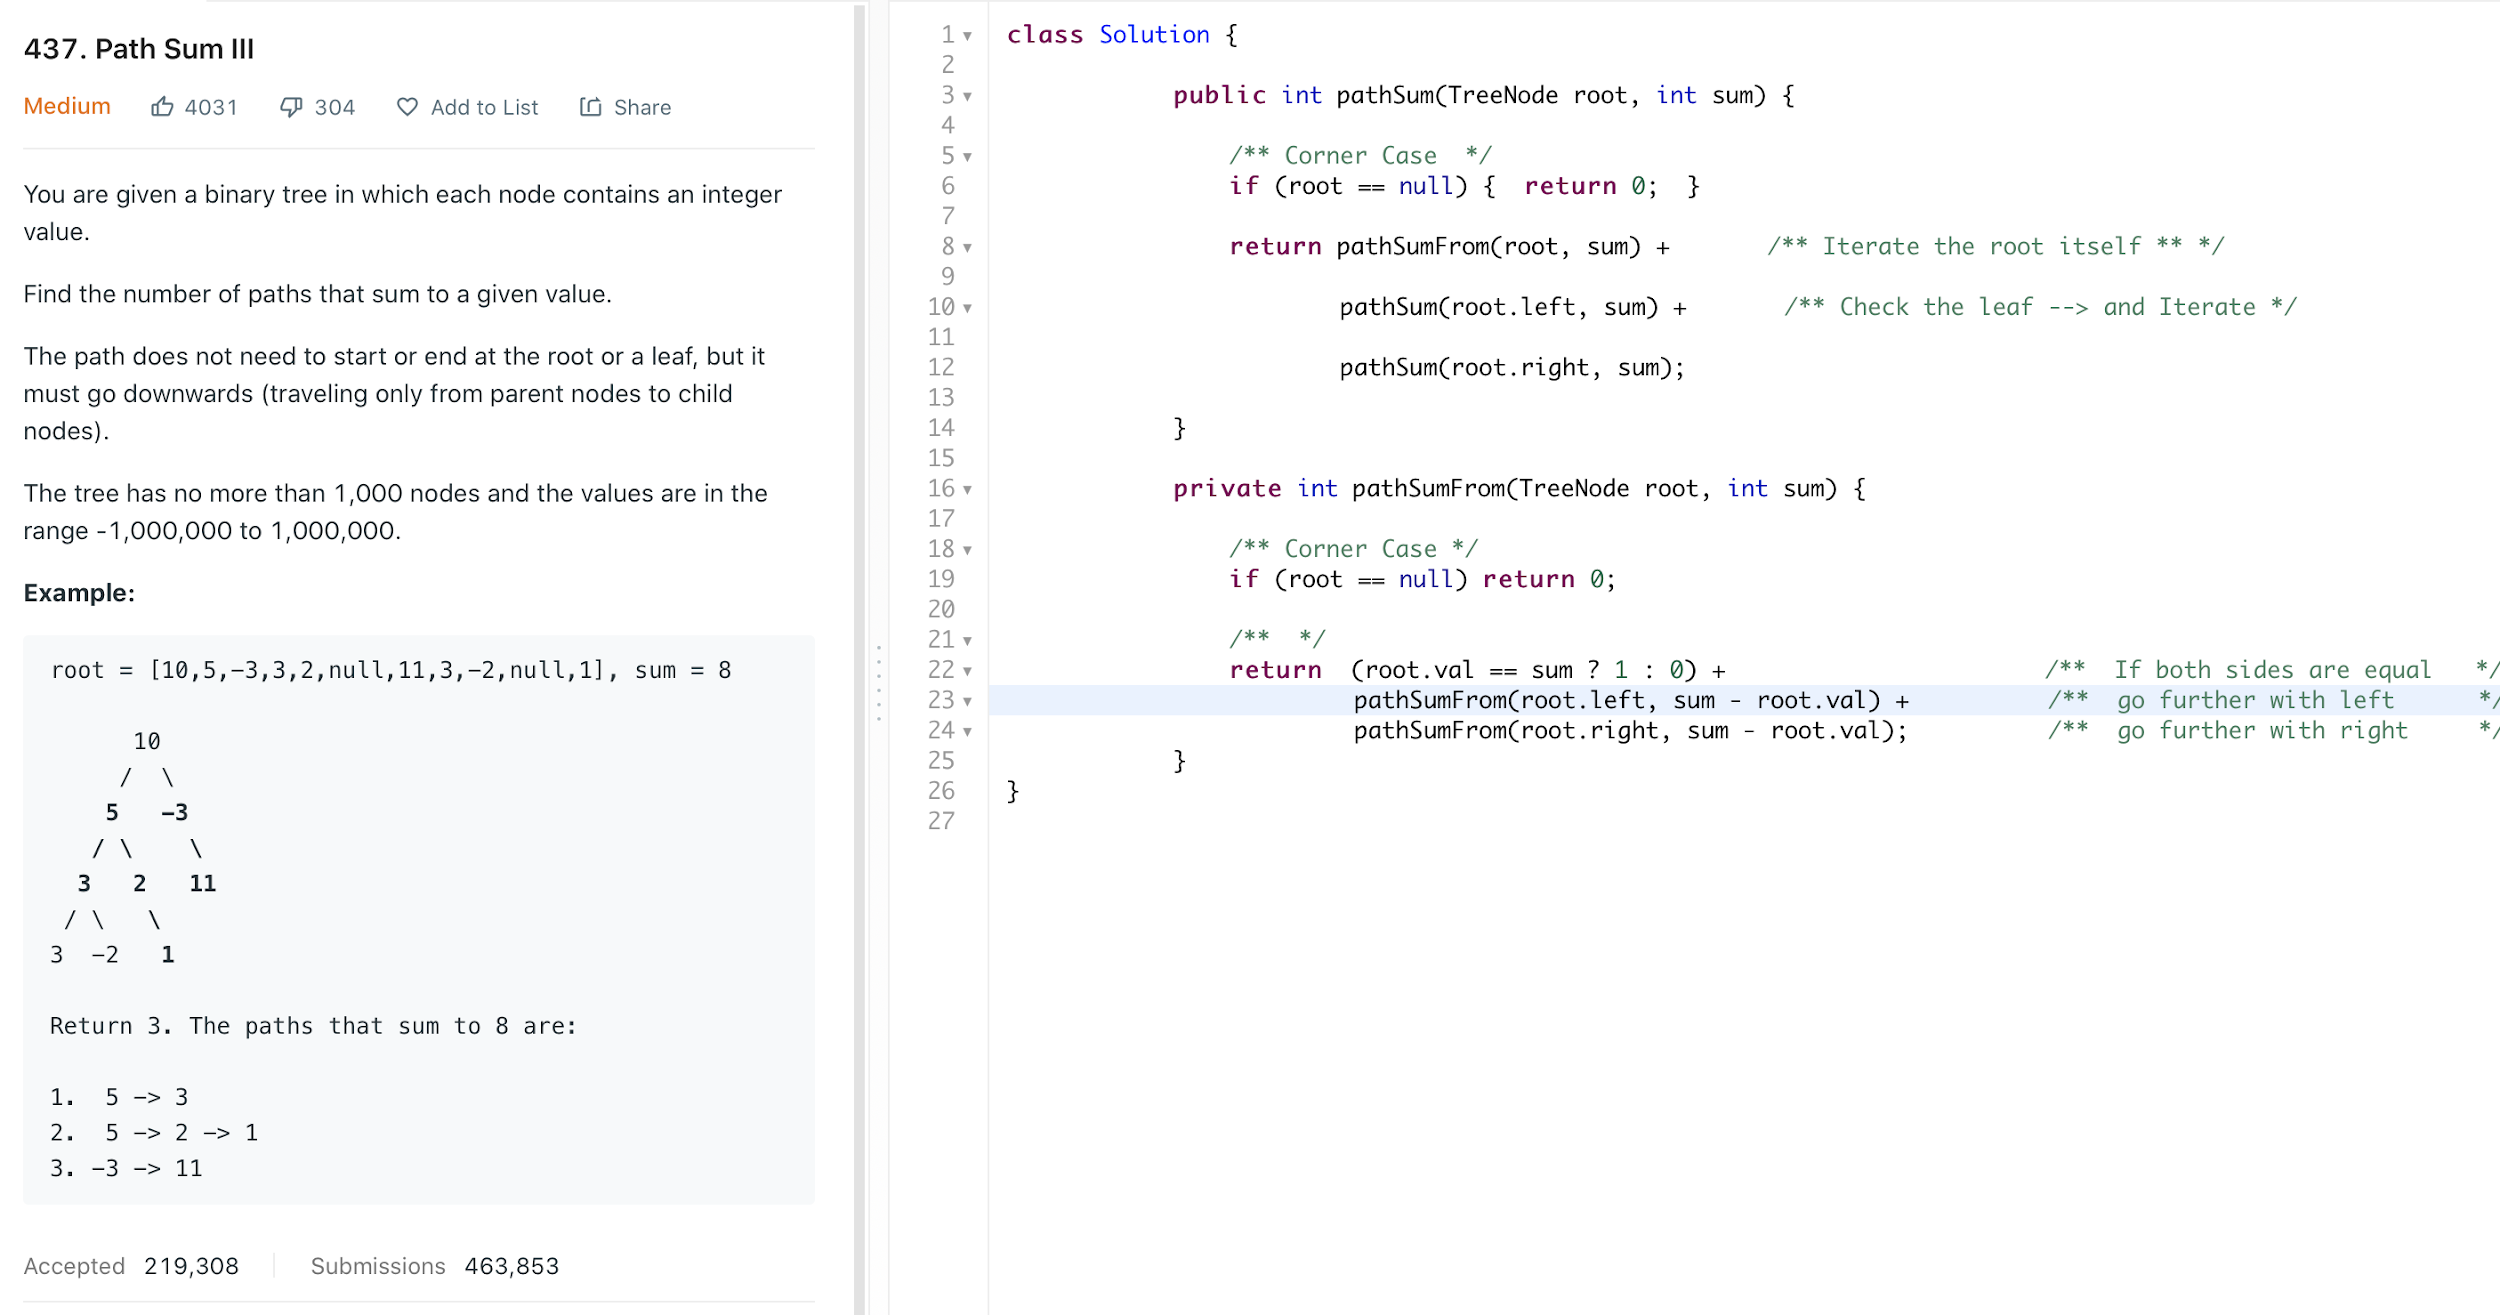 437. Path Sum III
Medium 4031 304 Add to List Share
You are given a binary tree in which each node contains an integer
value.
Find the number of paths that sum to a given value.
The path does not need to start or end at the root or a leaf, but it
must go downwards (traveling only from parent nodes to child
nodes).
The tree has no more than 1,000 nodes and the values are in the
range -1,000,000 to 1,000,000.
Example:
root = [10,5,-3,3,2,null,11,3,-2,null,1], sum = 8
10
/ \
5 -3
/ \ \
3 2 11
/ \ \
3 -2 1
Return 3. The paths that sum to 8 are:
1. 5 -> 3
2. 5 -> 2 -> 1
3. -3 -> 11
Accepted 219,308 Submissions 463,853
1 class Solution {
2
3 public int pathSum(TreeNode root, int sum) {
4
5 /** Corner Case */
6 if (root == null) { return 0; }
7
8 return pathSumFrom(root, sum) + /** Iterate the root itself ** */
9
10 pathSum(root.left, sum) + /** Check the leaf --> and Iterate */
11
12 pathSum(root.right, sum);
13
14 }
15
16 private int pathSumFrom(TreeNode root, int sum) {
17
18 /** Corner Case */
19 if (root == null) return 0;
20
21 /** */
22 return (root.val == sum ? 1 : 0) + /** If both sides are equal */
23 pathSumFrom(root.left, sum - root.val) + /** go further with left */
24 pathSumFrom(root.right, sum - root.val); /** go further with right */
25 }
26 }
27